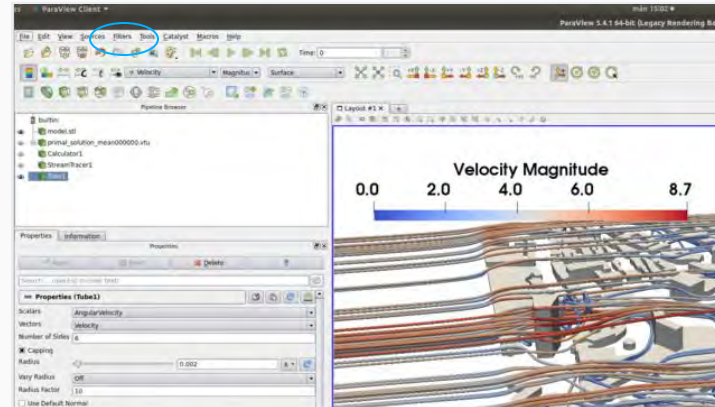 ParaView Client
mån 15:02
ParaView 5.4.1 64-bit (Legacy Rendering Ba
File Edit View Sources Filters Tools Catalyst Macros Help
Time: 0
Velocity Magnitu Surface
Pipeline Browser
Layout #1
builtin:
model.stl
primal_solution_mean000000.vtu
Calculator1
StreamTracer1
Tube1
Velocity Magnitude
0.0 2.0 4.0 6.0 8.7
Properties Information
Properties
Delete
?
Properties (Tube1)
Scalars AngularVelocity
Vectors Velocity
Number of Sides 6
Capping
Radius 0.002
Vary Radius Off
Radius Factor 10
Use Default Normal